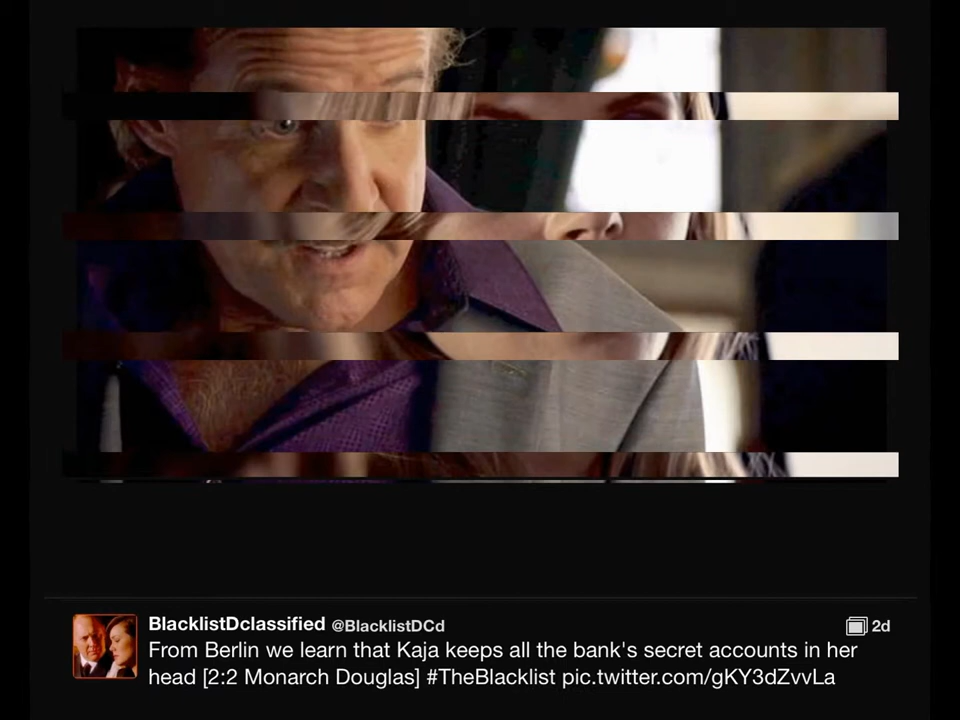 BlacklistDclassified @BlacklistDCd 2d
From Berlin we learn that Kaja keeps all the bank's secret accounts in her
head [2:2 Monarch Douglas] #TheBlacklist pic.twitter.com/gKY3dZvvLa